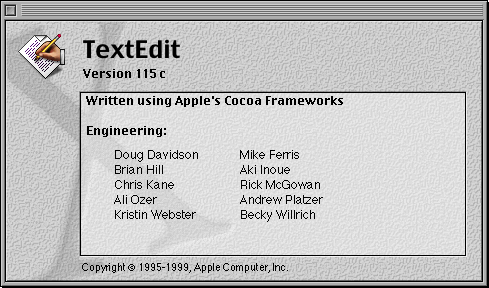 TextEdit
Version 115 c
Written using Apple's Cocoa Frameworks
Engineering:
Doug Davidson Mike Ferris
Brian Hill Aki Inoue
Chris Kane Rick McGowan
Ali Ozer Andrew Platzer
Kristin Webster Becky Willrich
Copyright © 1995-1999, Apple Computer, Inc.